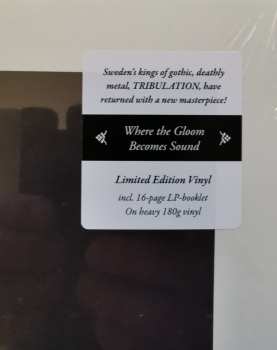 Sweden's kings of gothic, deathly
metal, TRIBULATION, have
returned with a new masterpiece!
Where the Gloom
Becomes Sound
Limited Edition Vinyl
incl. 16-page LP-booklet
On heavy 180g vinyl